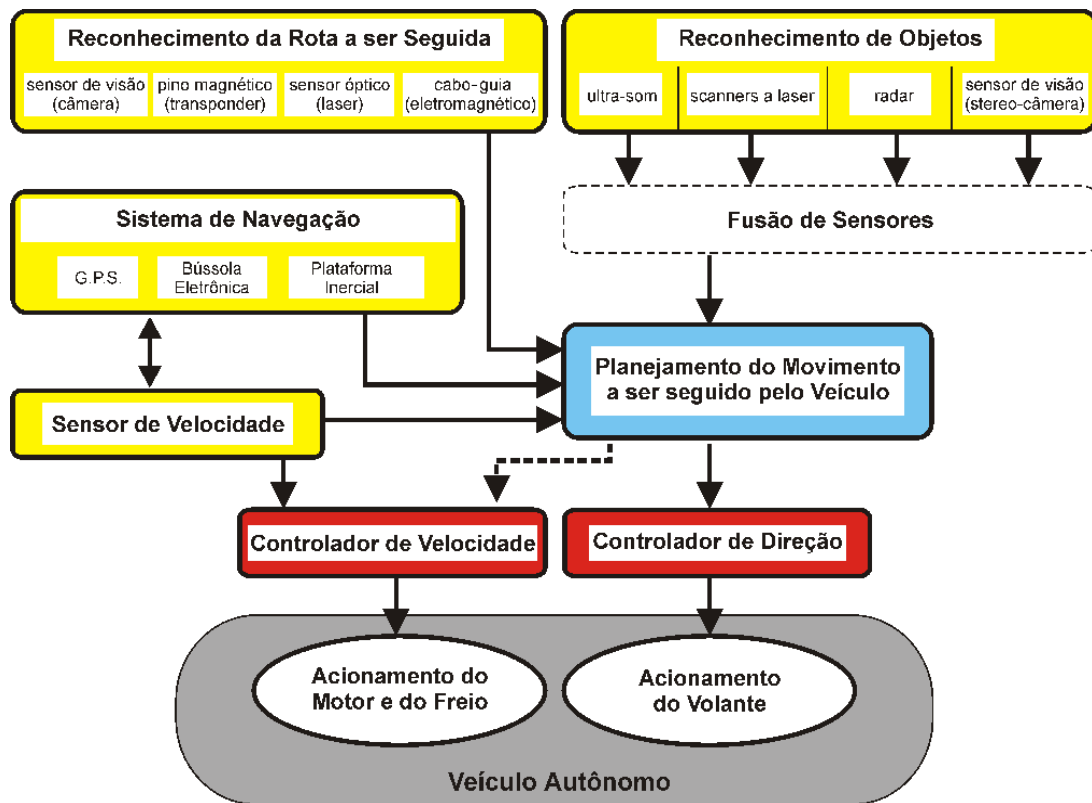 Reconhecimento da Rota a ser Seguida
sensor de visão
(câmera)
pino magnético
(transponder)
sensor óptico
(laser)
cabo-guia
(eletromagnético)
Reconhecimento de Objetos
ultra-som
scanners a laser
radar
sensor de visão
(stereo-câmera)
Fusão de Sensores
Sistema de Navegação
G.P.S.
Bússola
Eletrônica
Plataforma
Inercial
Planejamento do Movimento
a ser seguido pelo Veículo
Sensor de Velocidade
Controlador de Velocidade
Controlador de Direção
Acionamento do
Motor e do Freio
Acionamento
do Volante
Veículo Autônomo